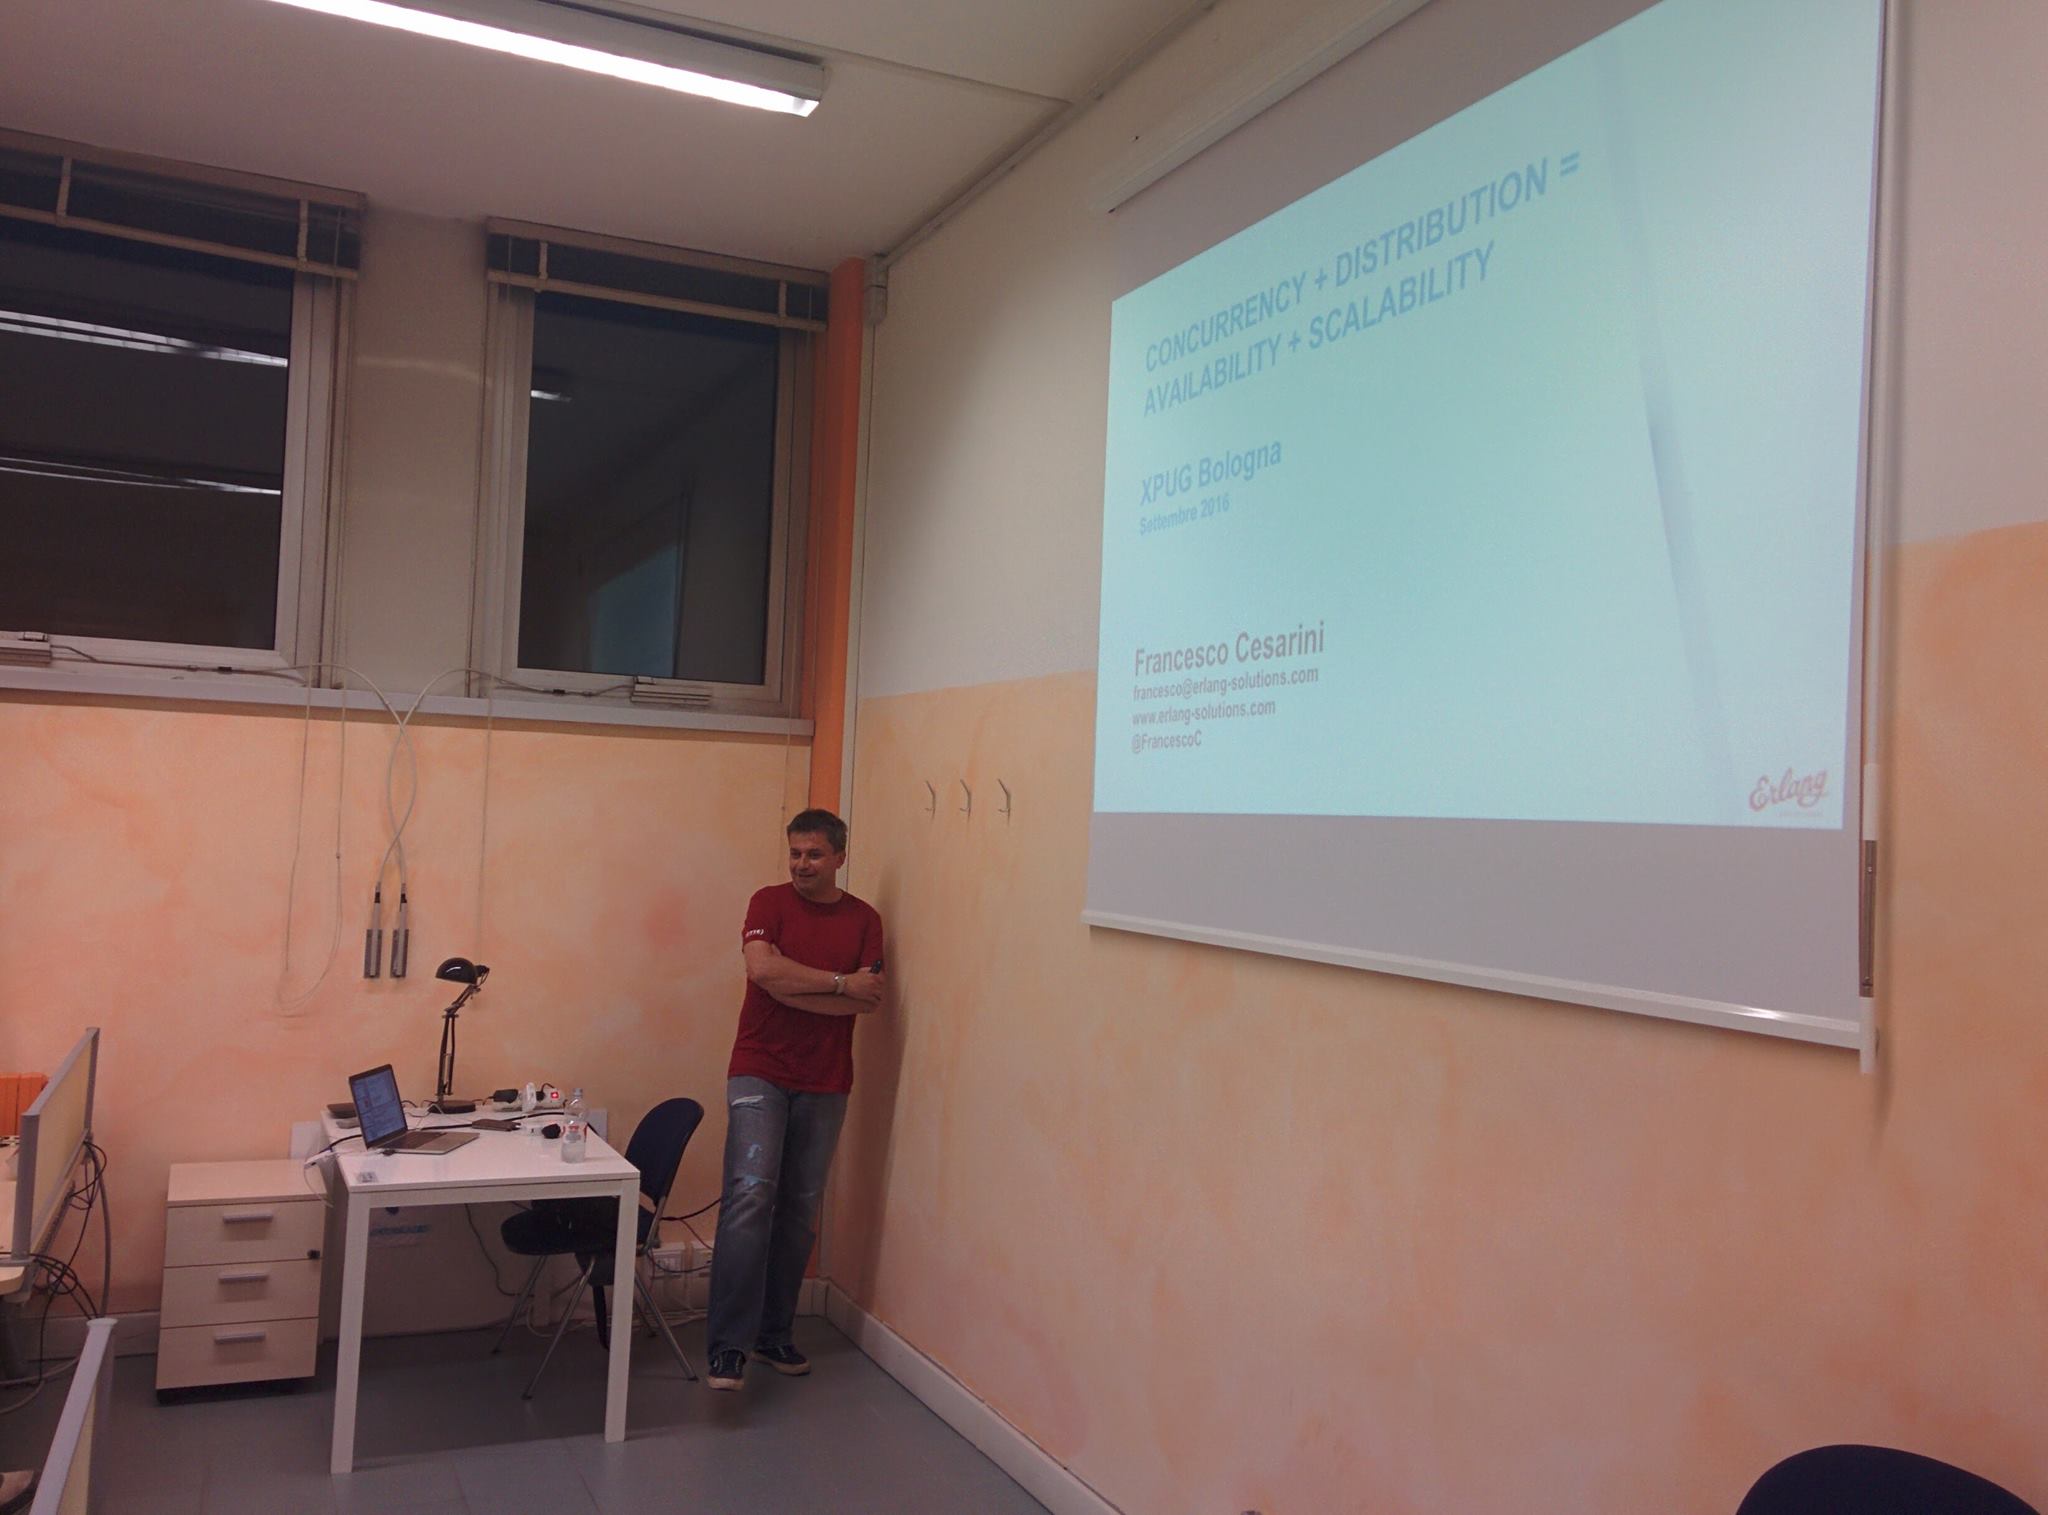 CONCURRENCY + DISTRIBUTION =
AVAILABILITY + SCALABILITY
XPUG Bologna
Settembre 2016
Francesco Cesarini
francesco@erlang-solutions.com
www.erlang-solutions.com
@FrancescoC
Erlang